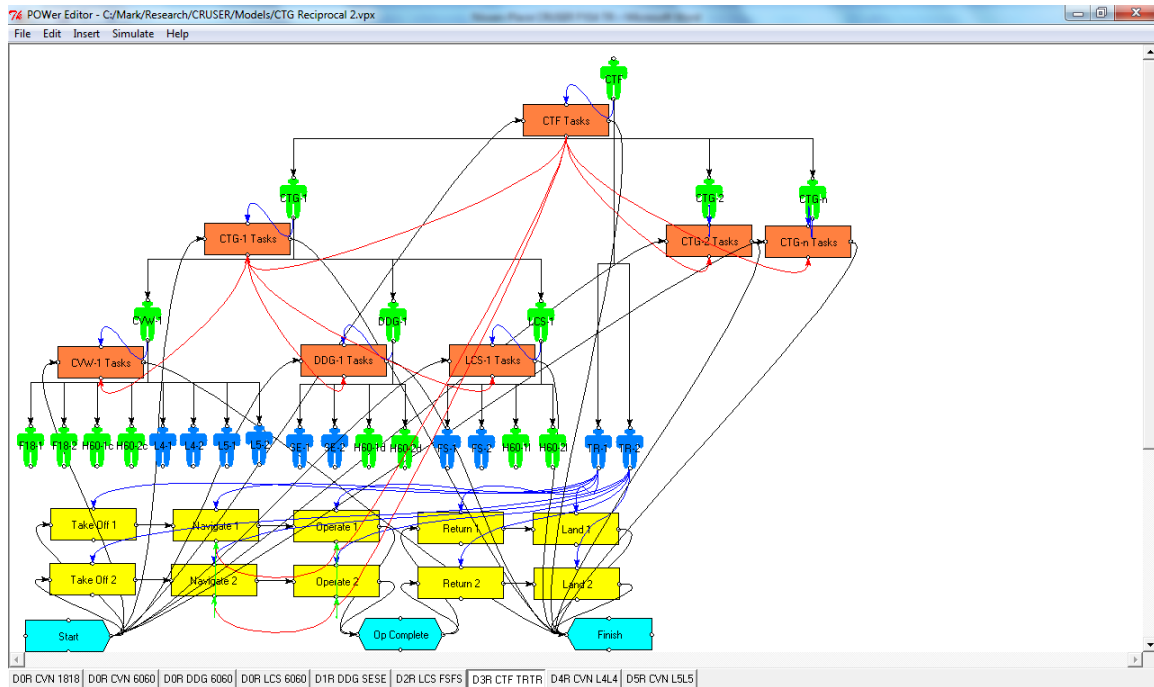 POWer Editor - C:/Mark/Research/CRUSER/Models/CTG Reciprocal 2.vpx
File Edit Insert Simulate Help
CTF
CTF Tasks
CTG-1 CTG-2 CTG-n
CTG-1 Tasks CTG-2 Tasks CTG-n Tasks
CVW-1 DDG-1 LCS-1
CVW-1 Tasks DDG-1 Tasks LCS-1 Tasks
F18-1 F18-2 H60-1c H60-2c L4-1 L4-2 L5-1 L5-2 SE-1 SE-2 H60-1d H60-2d FS-1 FS-2 H60-1l H60-2l TR-1 TR-2
Take Off 1 Navigate 1 Operate 1 Return 1 Land 1
Take Off 2 Navigate 2 Operate 2 Return 2 Land 2
Start Op Complete Finish
D0R CVN 1818 D0R CVN 6060 D0R DDG 6060 D0R LCS 6060 D1R DDG SESE D2R LCS FSFS D3R CTF TRTR D4R CVN L4L4 D5R CVN L5L5